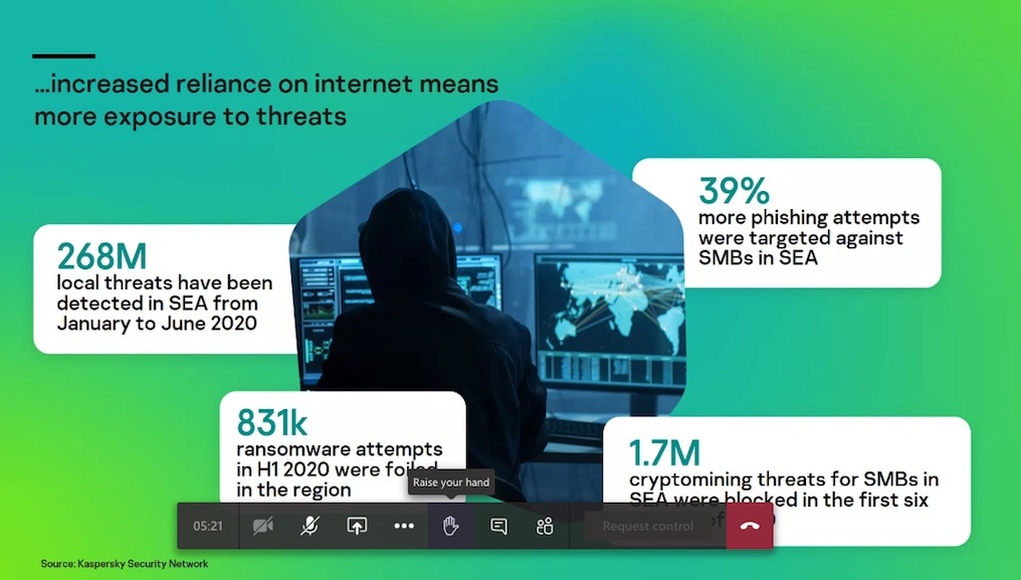 ...increased reliance on internet means
more exposure to threats
268M
local threats have been
detected in SEA from
January to June 2020
39%
more phishing attempts
were targeted against
SMBs in SEA
831k
ransomware attempts
in H1 2020 were foiled
in the region
1.7M
cryptomining threats for SMBs in
SEA were blocked in the first six
of
Raise your hand
05:21
Request control
Source: Kaspersky Security Network